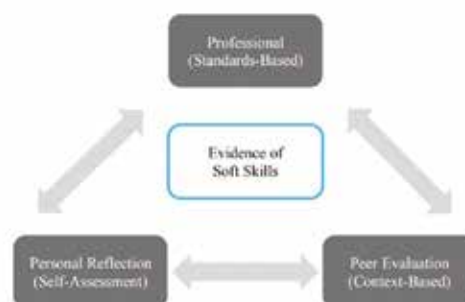 Professional
(Standards-Based)
Evidence of
Soft Skills
Personal Reflection
(Self-Assessment)
Peer Evaluation
(Context-Based)